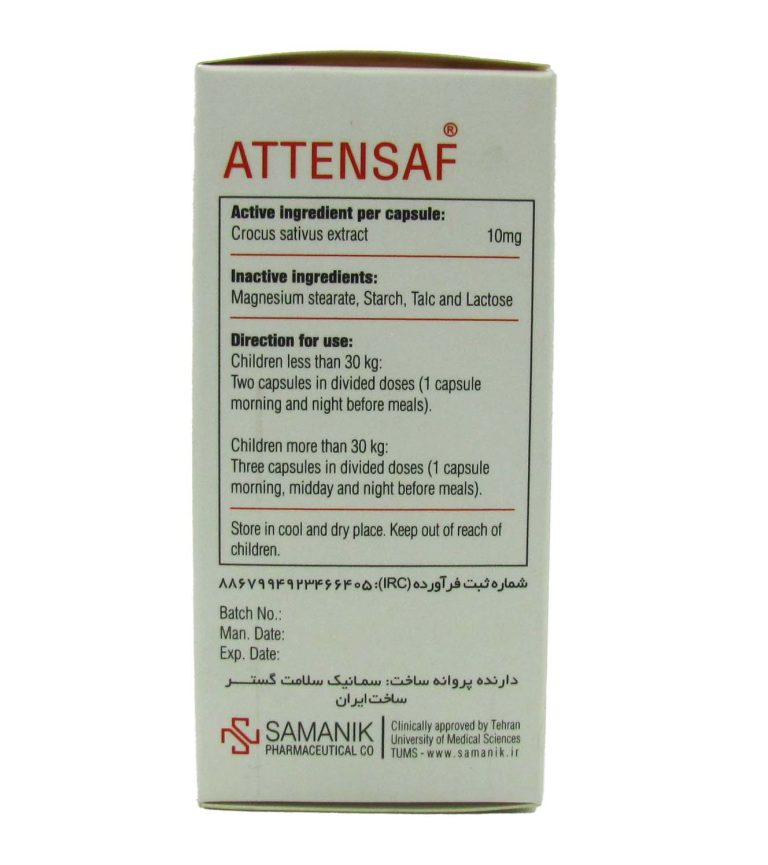 ATTENSAF®
Active ingredient per capsule:
Crocus sativus extract 10mg
Inactive ingredients:
Magnesium stearate, Starch, Talc and Lactose
Direction for use:
Children less than 30 kg:
Two capsules in divided doses (1 capsule
morning and night before meals).
Children more than 30 kg:
Three capsules in divided doses (1 capsule
morning, midday and night before meals).
Store in cool and dry place. Keep out of reach of
children.
شماره ثبت فرآورده (IRC): ۸۸۶۷۹۹۴۹۲۳۴۶۶۴۰۵
Batch No.:
Man. Date:
Exp. Date:
دارنده پروانه ساخت: سمانیک سلامت گستـــر
ساخت ایران
SAMANIK
PHARMACEUTICAL CO
Clinically approved by Tehran
University of Medical Sciences
TUMS - www.samanik.ir